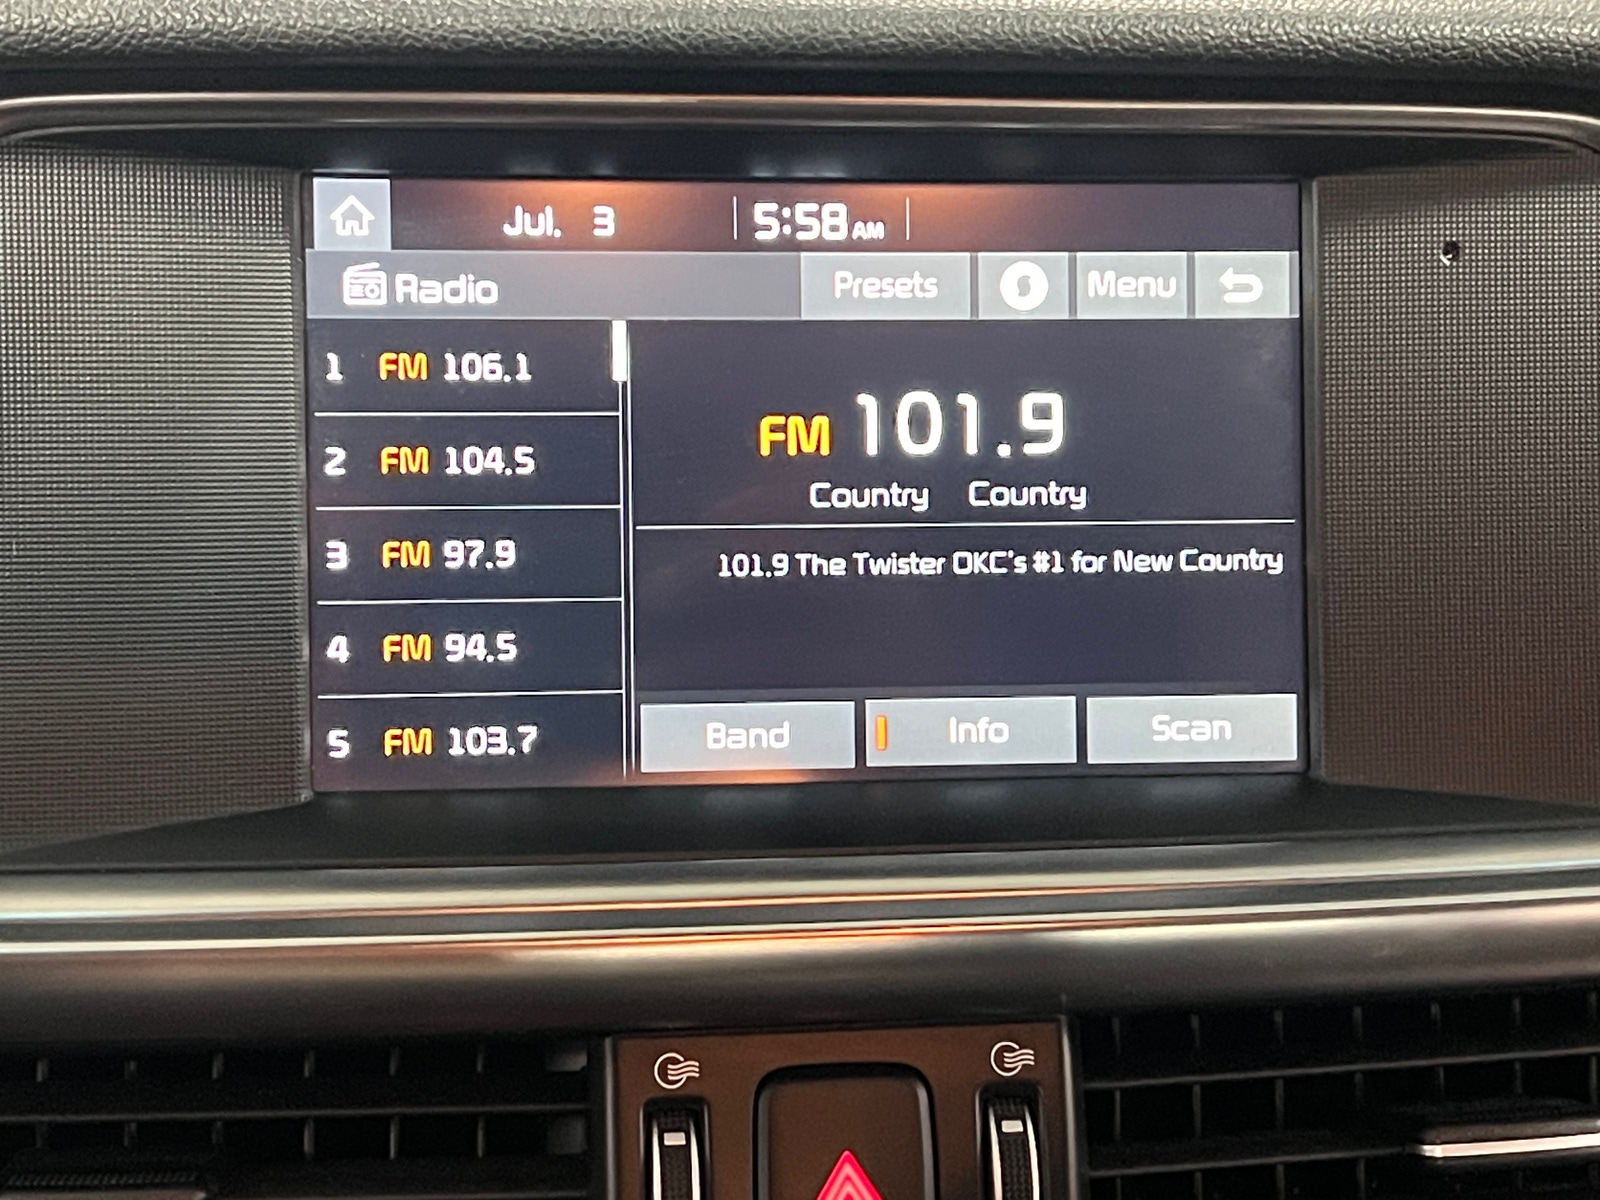 Jul. 3 5:58 AM
Radio Presets Menu
1 FM 106.1
2 FM 104.5
3 FM 97.9
4 FM 94.5
5 FM 103.7
FM 101.9
Country Country
101.9 The Twister OKC's #1 for New Country
Band Info Scan